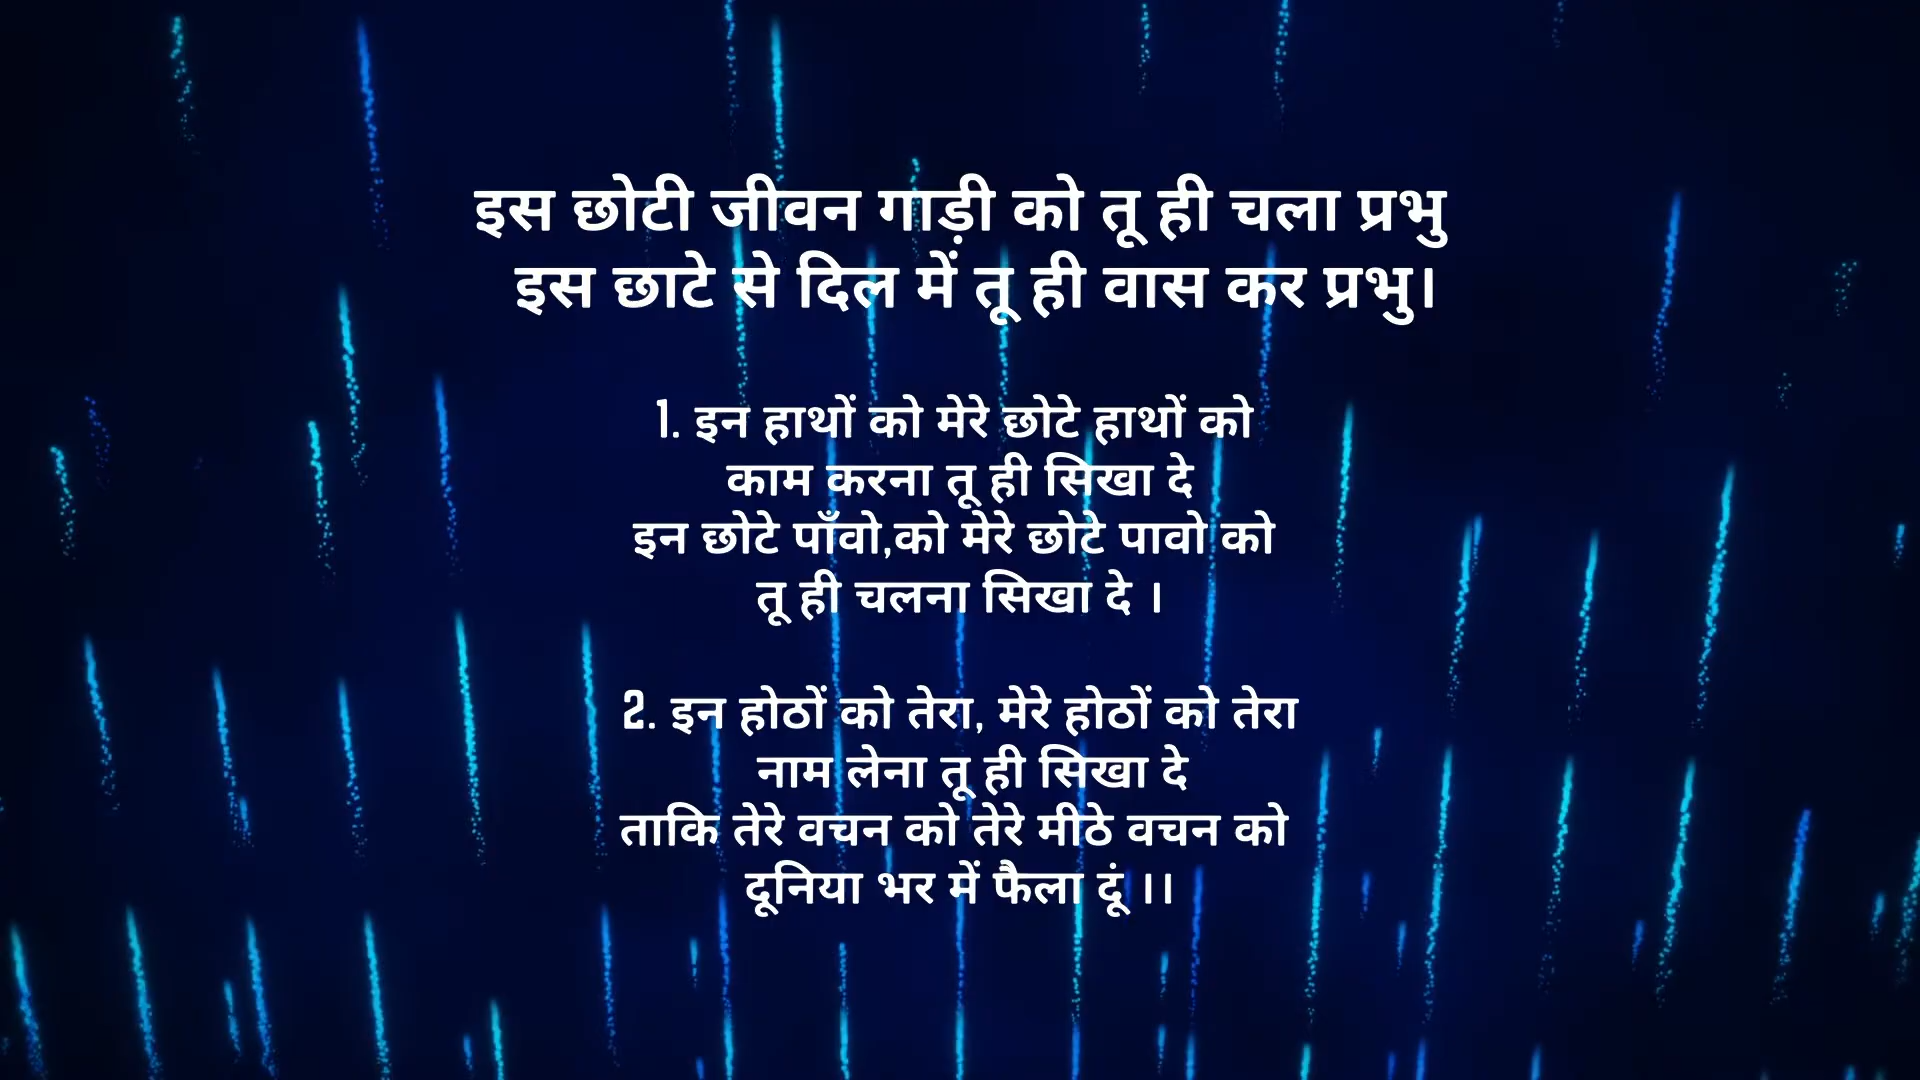 इस छोटी जीवन गाड़ी को तू ही चला प्रभु
इस छाटे से दिल में तू ही वास कर प्रभु।
1. इन हाथों को मेरे छोटे हाथों को
काम करना तू ही सिखा दे
इन छोटे पाँवो,को मेरे छोटे पावो को
तू ही चलना सिखा दे ।
2. इन होठों को तेरा, मेरे होठों को तेरा
नाम लेना तू ही सिखा दे
ताकि तेरे वचन को तेरे मीठे वचन को
दूनिया भर में फैला दूं ।।